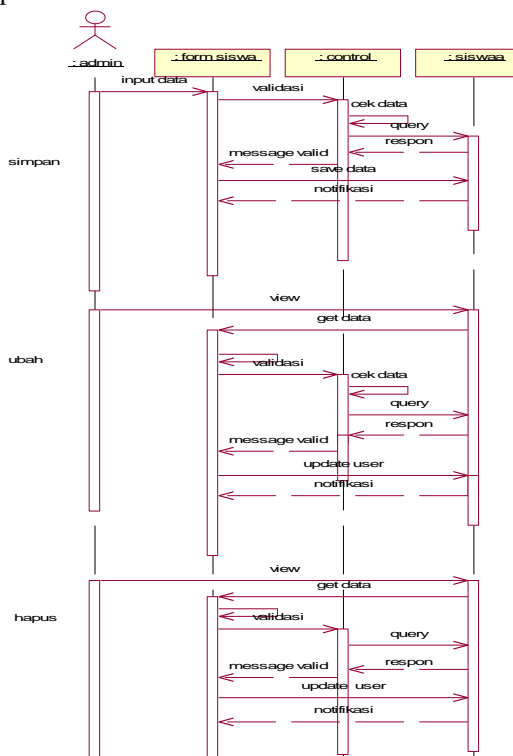 : admin
: form siswa
: control
: siswaa
input data
validasi
cek data
query
respon
simpan
message valid
save data
notifikasi
view
get data
ubah
validasi
cek data
query
respon
message valid
update user
notifikasi
view
get data
hapus
validasi
query
respon
message valid
update user
notifikasi